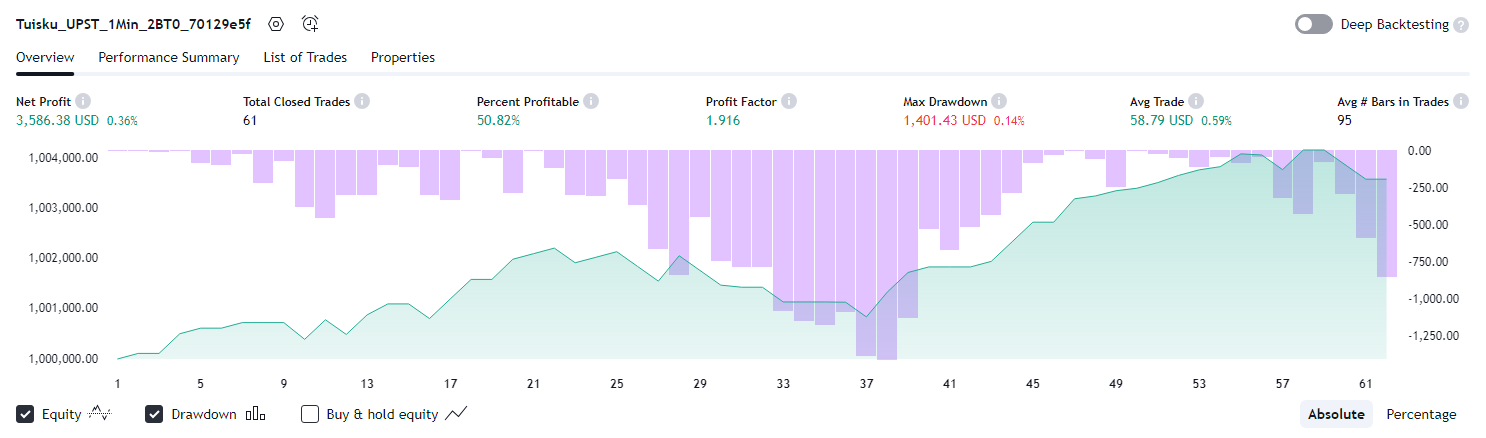 Tuisku_UPST_1Min_2BT0_70129e5f Deep Backtesting ?
Overview Performance Summary List of Trades Properties
Net Profit i Total Closed Trades i Percent Profitable i Profit Factor i Max Drawdown i Avg Trade i Avg # Bars in Trades i
3,586.38 USD 0.36% 61 50.82% 1.916 1,401.43 USD 0.14% 58.79 USD 0.59% 95
1,004,000.00 0.00
-250.00
1,003,000.00
-500.00
1,002,000.00 -750.00
-1,000.00
1,001,000.00
-1,250.00
1,000,000.00
1 5 9 13 17 21 25 29 33 37 41 45 49 53 57 61
Equity Drawdown Buy & hold equity Absolute Percentage